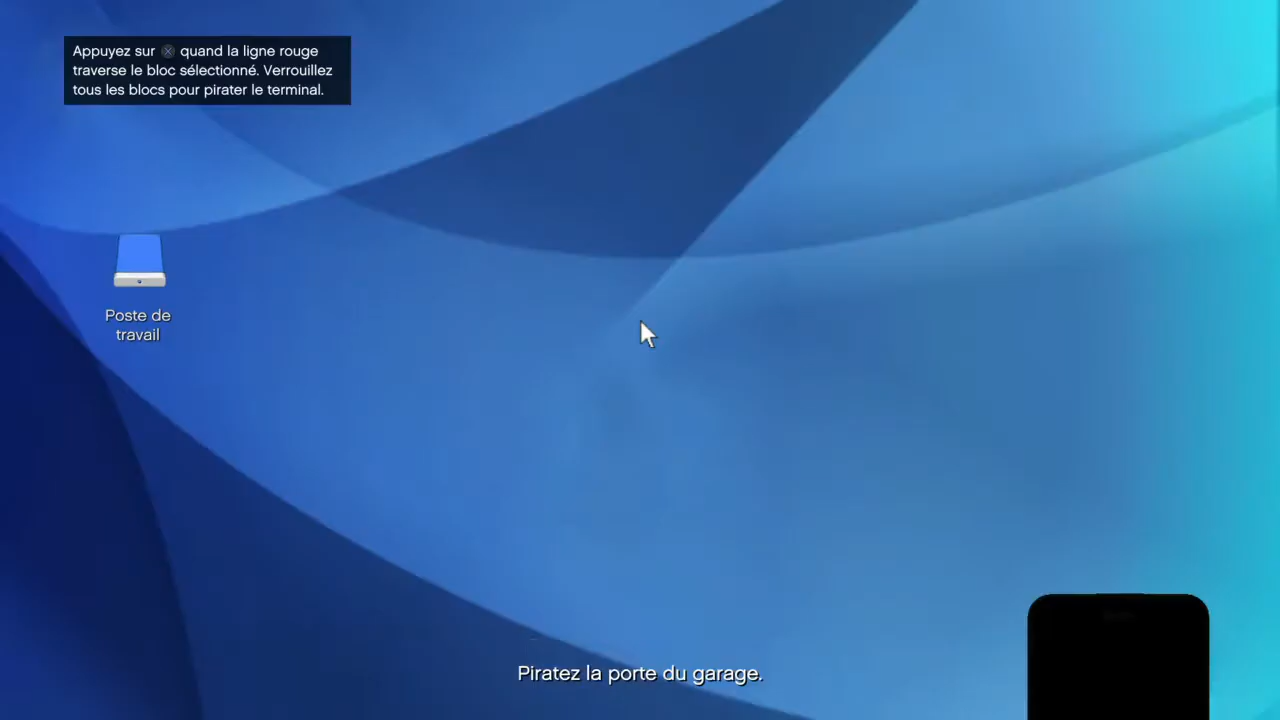 Appuyez sur ⓧ quand la ligne rouge
traverse le bloc sélectionné. Verrouillez
tous les blocs pour pirater le terminal.
Poste de
travail
Piratez la porte du garage.